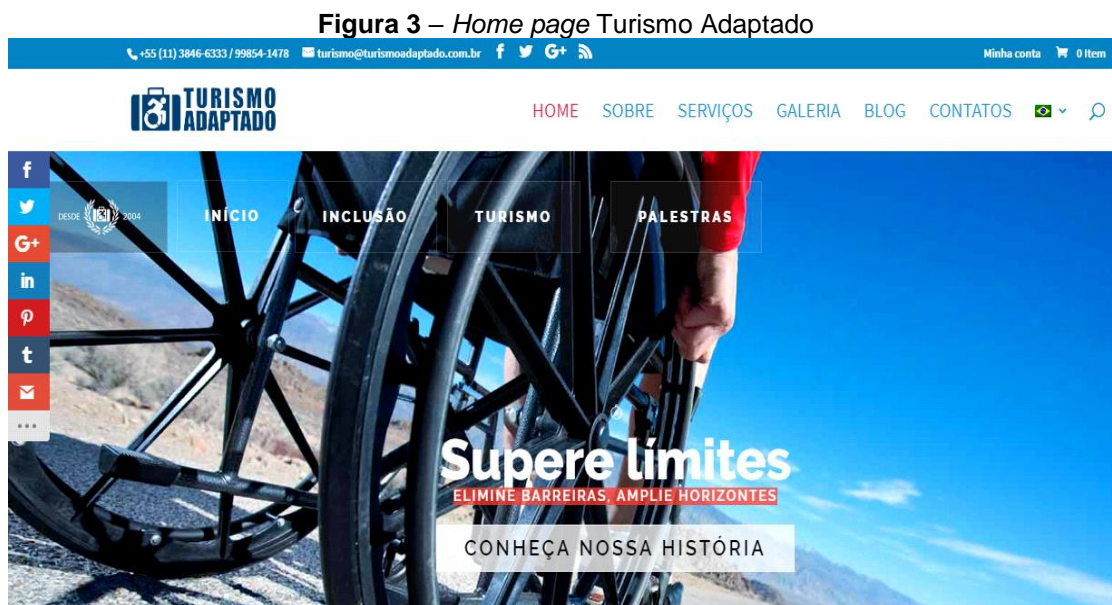 Figura 3 – Home page Turismo Adaptado
+55 (11) 3846-6333 / 99854-1478 turismo@turismoadaptado.com.br f G+ Minha conta 0 Item
TURISMO
ADAPTADO
HOME SOBRE SERVIÇOS GALERIA BLOG CONTATOS
f
G+
in
t
DESDE 2004 INÍCIO INCLUSÃO TURISMO PALESTRAS
Supere límites
ELIMINE BARREIRAS, AMPLIE HORIZONTES
CONHEÇA NOSSA HISTÓRIA